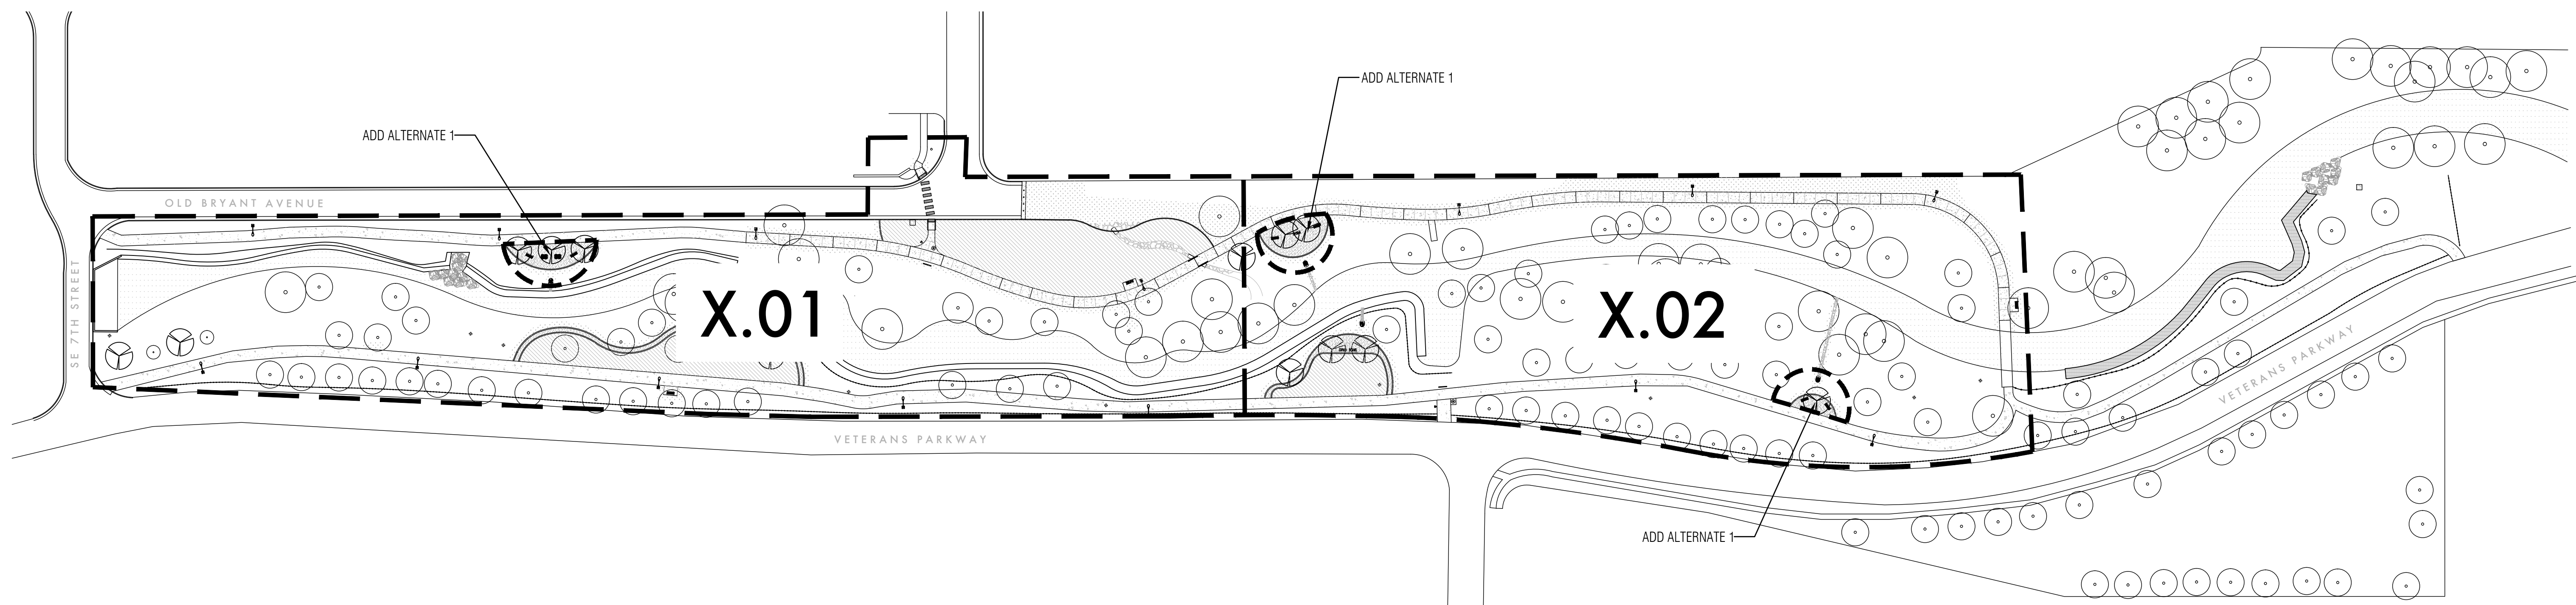 ADD ALTERNATE 1
ADD ALTERNATE 1
OLD BRYANT AVENUE
SE 7TH STREET
X.01
X.02
VETERANS PARKWAY
VETERANS PARKWAY
ADD ALTERNATE 1